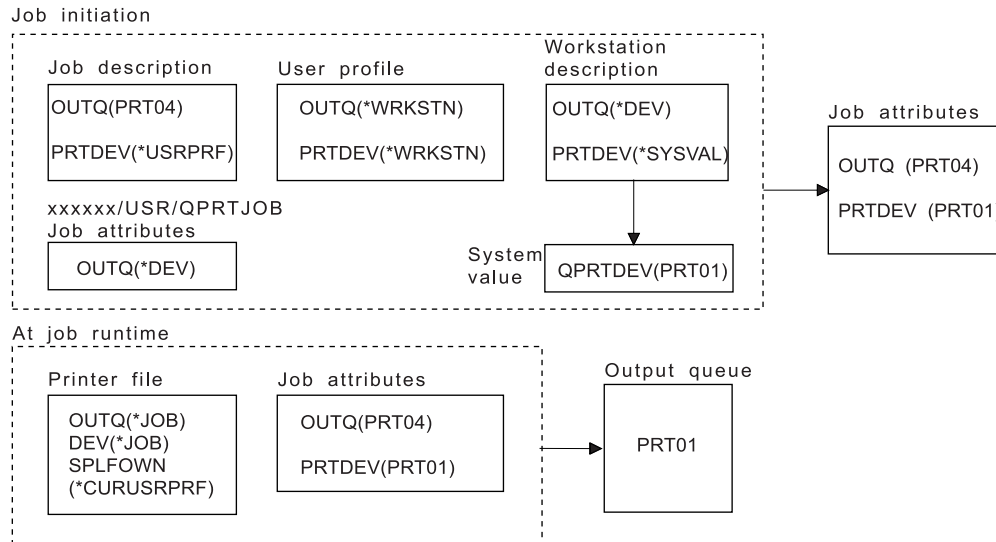 Job initiation
Job description
OUTQ(PRT04)
PRTDEV(*USRPRF)
User profile
OUTQ(*WRKSTN)
PRTDEV(*WRKSTN)
Workstation
description
OUTQ(*DEV)
PRTDEV(*SYSVAL)
xxxxxx/USR/QPRTJOB
Job attributes
OUTQ(*DEV)
System
value
QPRTDEV(PRT01)
Job attributes
OUTQ (PRT04)
PRTDEV (PRT01)
At job runtime
Printer file
OUTQ(*JOB)
DEV(*JOB)
SPLFOWN
(*CURUSRPRF)
Job attributes
OUTQ(PRT04)
PRTDEV(PRT01)
Output queue
PRT01